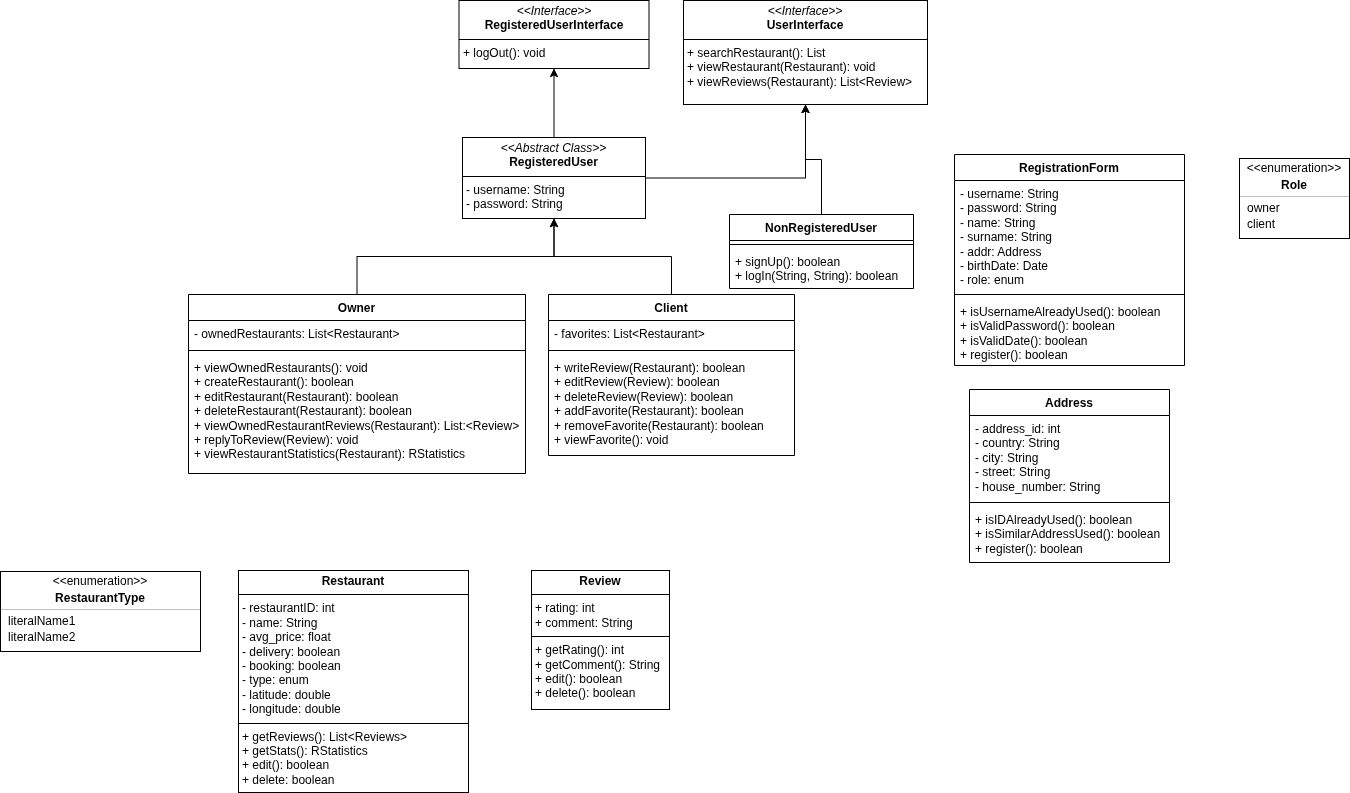 <<Interface>>
RegisteredUserInterface
+ logOut(): void
<<Interface>>
UserInterface
+ searchRestaurant(): List
+ viewRestaurant(Restaurant): void
+ viewReviews(Restaurant): List<Review>
<<Abstract Class>>
RegisteredUser
- username: String
- password: String
NonRegisteredUser
+ signUp(): boolean
+ logIn(String, String): boolean
RegistrationForm
- username: String
- password: String
- name: String
- surname: String
- addr: Address
- birthDate: Date
- role: enum
+ isUsernameAlreadyUsed(): boolean
+ isValidPassword(): boolean
+ isValidDate(): boolean
+ register(): boolean
<<enumeration>>
Role
owner
client
Owner
- ownedRestaurants: List<Restaurant>
+ viewOwnedRestaurants(): void
+ createRestaurant(): boolean
+ editRestaurant(Restaurant): boolean
+ deleteRestaurant(Restaurant): boolean
+ viewOwnedRestaurantReviews(Restaurant): List:<Review>
+ replyToReview(Review): void
+ viewRestaurantStatistics(Restaurant): RStatistics
Client
- favorites: List<Restaurant>
+ writeReview(Restaurant): boolean
+ editReview(Review): boolean
+ deleteReview(Review): boolean
+ addFavorite(Restaurant): boolean
+ removeFavorite(Restaurant): boolean
+ viewFavorite(): void
Address
- address_id: int
- country: String
- city: String
- street: String
- house_number: String
+ isIDAlreadyUsed(): boolean
+ isSimilarAddressUsed(): boolean
+ register(): boolean
<<enumeration>>
RestaurantType
literalName1
literalName2
Restaurant
- restaurantID: int
- name: String
- avg_price: float
- delivery: boolean
- booking: boolean
- type: enum
- latitude: double
- longitude: double
+ getReviews(): List<Reviews>
+ getStats(): RStatistics
+ edit(): boolean
+ delete: boolean
Review
+ rating: int
+ comment: String
+ getRating(): int
+ getComment(): String
+ edit(): boolean
+ delete(): boolean